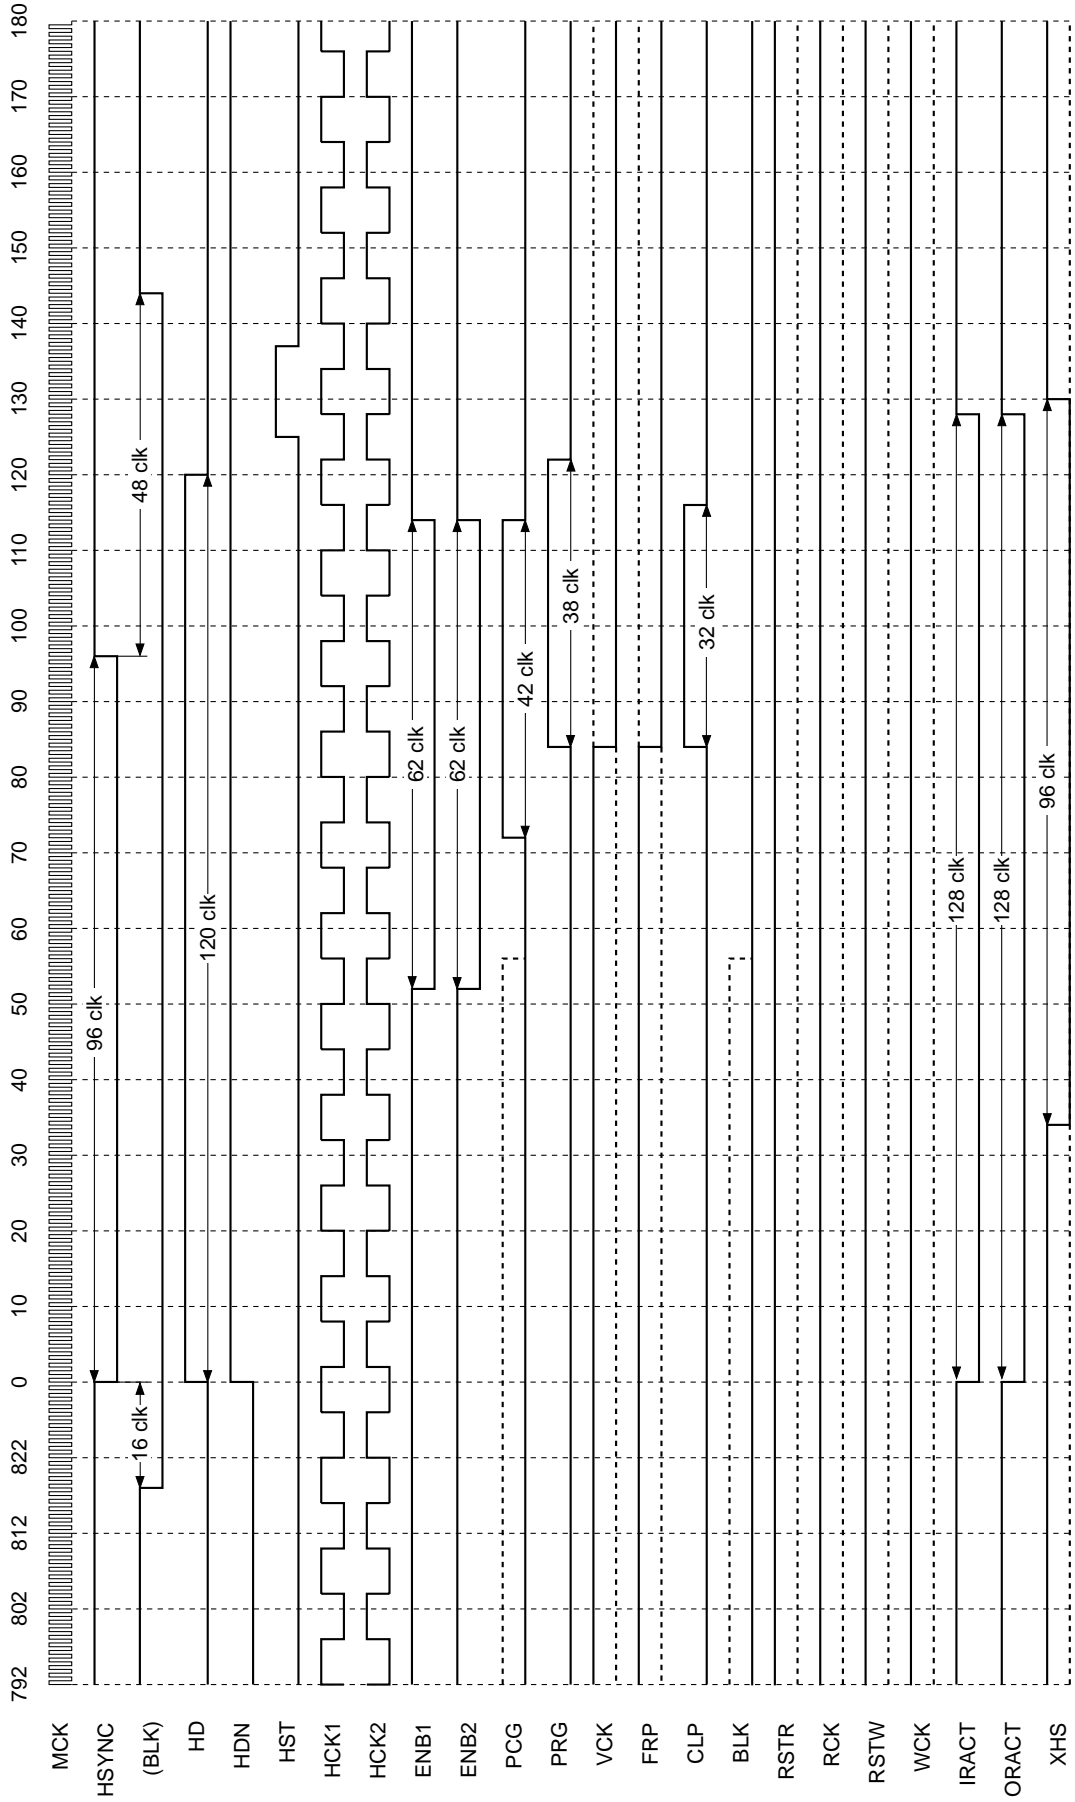 792 802 812 822 0 10 20 30 40 50 60 70 80 90 100 110 120 130 140 150 160 170 180
MCK
HSYNC 96 clk
(BLK) 16 clk 48 clk
HD 120 clk
HDN
HST
HCK1
HCK2
ENB1 62 clk
ENB2 62 clk
PCG 42 clk
PRG 38 clk
VCK
FRP
CLP 32 clk
BLK
RSTR
RCK
RSTW
WCK
IRACT 128 clk
ORACT 128 clk
XHS 96 clk